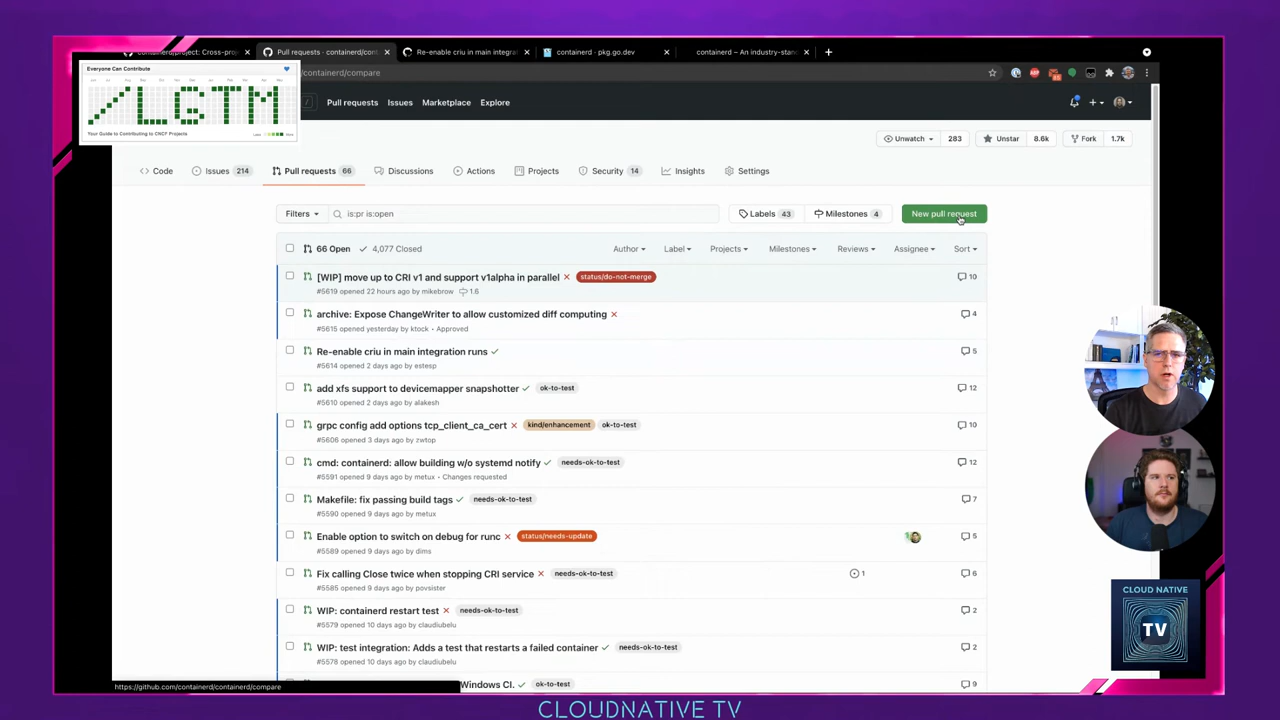 containerd/project: Cross-proj
Pull requests · containerd/cont
Re-enable criu in main integrat
containerd · pkg.go.dev
containerd – An industry-stan
/containerd/compare
Everyone Can Contribute
/LGTM
Your Guide to Contributing to CNCF Projects
Pull requests Issues Marketplace Explore
Unwatch 283 Unstar 8.6k Fork 1.7k
Code Issues 214 Pull requests 66 Discussions Actions Projects Security 14 Insights Settings
Filters is:pr is:open Labels 43 Milestones 4 New pull request
66 Open 4,077 Closed Author Label Projects Milestones Reviews Assignee Sort
[WIP] move up to CRI v1 and support v1alpha in parallel status/do-not-merge 10
#5619 opened 22 hours ago by mikebrow 1.6
archive: Expose ChangeWriter to allow customized diff computing 4
#5615 opened yesterday by ktock • Approved
Re-enable criu in main integration runs 5
#5614 opened 2 days ago by estesp
add xfs support to devicemapper snapshotter ok-to-test 12
#5610 opened 2 days ago by alakesh
grpc config add options tcp_client_ca_cert kind/enhancement ok-to-test 10
#5606 opened 3 days ago by zwtop
cmd: containerd: allow building w/o systemd notify needs-ok-to-test 12
#5591 opened 9 days ago by metux • Changes requested
Makefile: fix passing build tags needs-ok-to-test 7
#5590 opened 9 days ago by metux
Enable option to switch on debug for runc status/needs-update 5
#5589 opened 9 days ago by dims
Fix calling Close twice when stopping CRI service needs-ok-to-test 1 6
#5585 opened 9 days ago by povsister
WIP: containerd restart test needs-ok-to-test 2
#5579 opened 10 days ago by claudiubelu
WIP: test integration: Adds a test that restarts a failed container needs-ok-to-test 2
#5578 opened 10 days ago by claudiubelu
Windows CI. ok-to-test 9
https://github.com/containerd/containerd/compare
CLOUD NATIVE
TV
CLOUDNATIVE TV